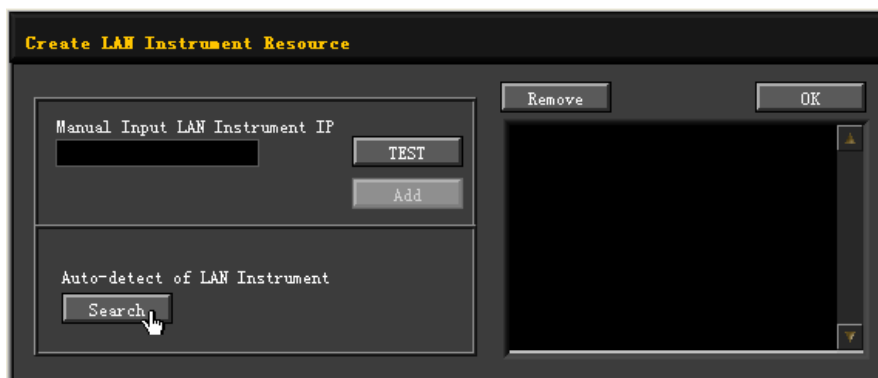 Create LAN Instrument Resource
Manual Input LAN Instrument IP
TEST
Add
Auto-detect of LAN Instrument
Search
Remove
OK